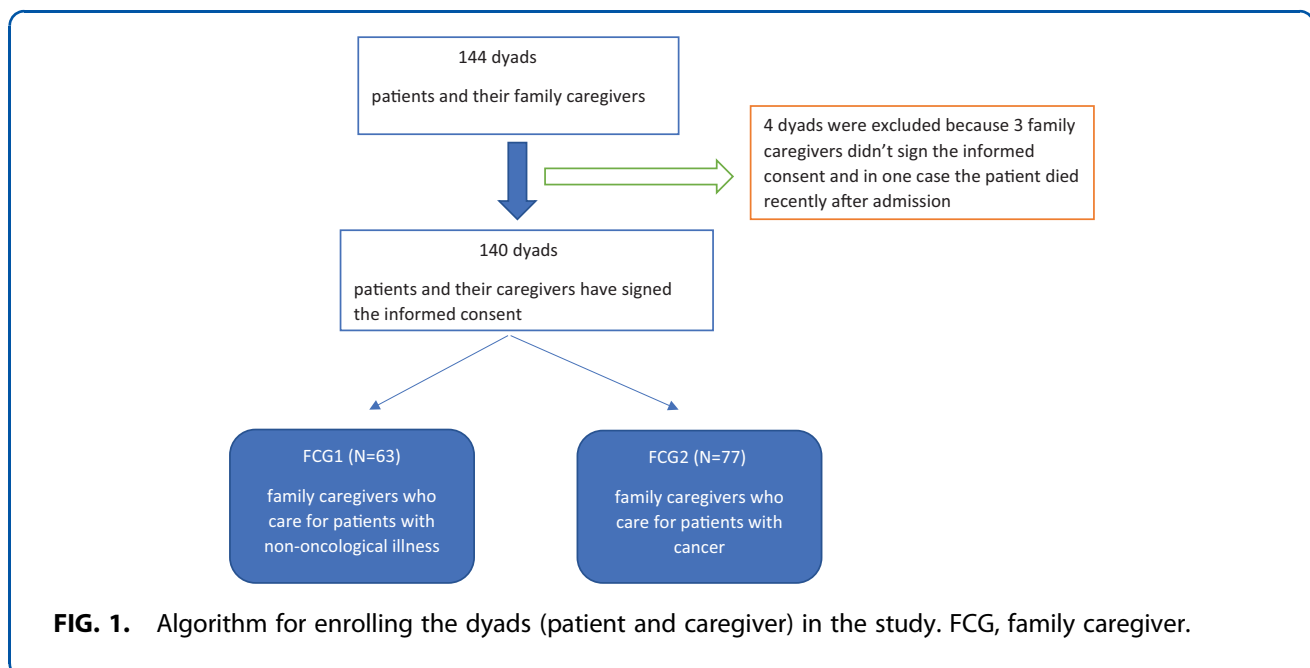 144 dyads
patients and their family caregivers
4 dyads were excluded because 3 family
caregivers didn't sign the informed
consent and in one case the patient died
recently after admission
140 dyads
patients and their caregivers have signed
the informed consent
FCG1 (N=63)
family caregivers who
care for patients with
non-oncological illness
FCG2 (N=77)
family caregivers who
care for patients with
cancer
FIG. 1. Algorithm for enrolling the dyads (patient and caregiver) in the study. FCG, family caregiver.